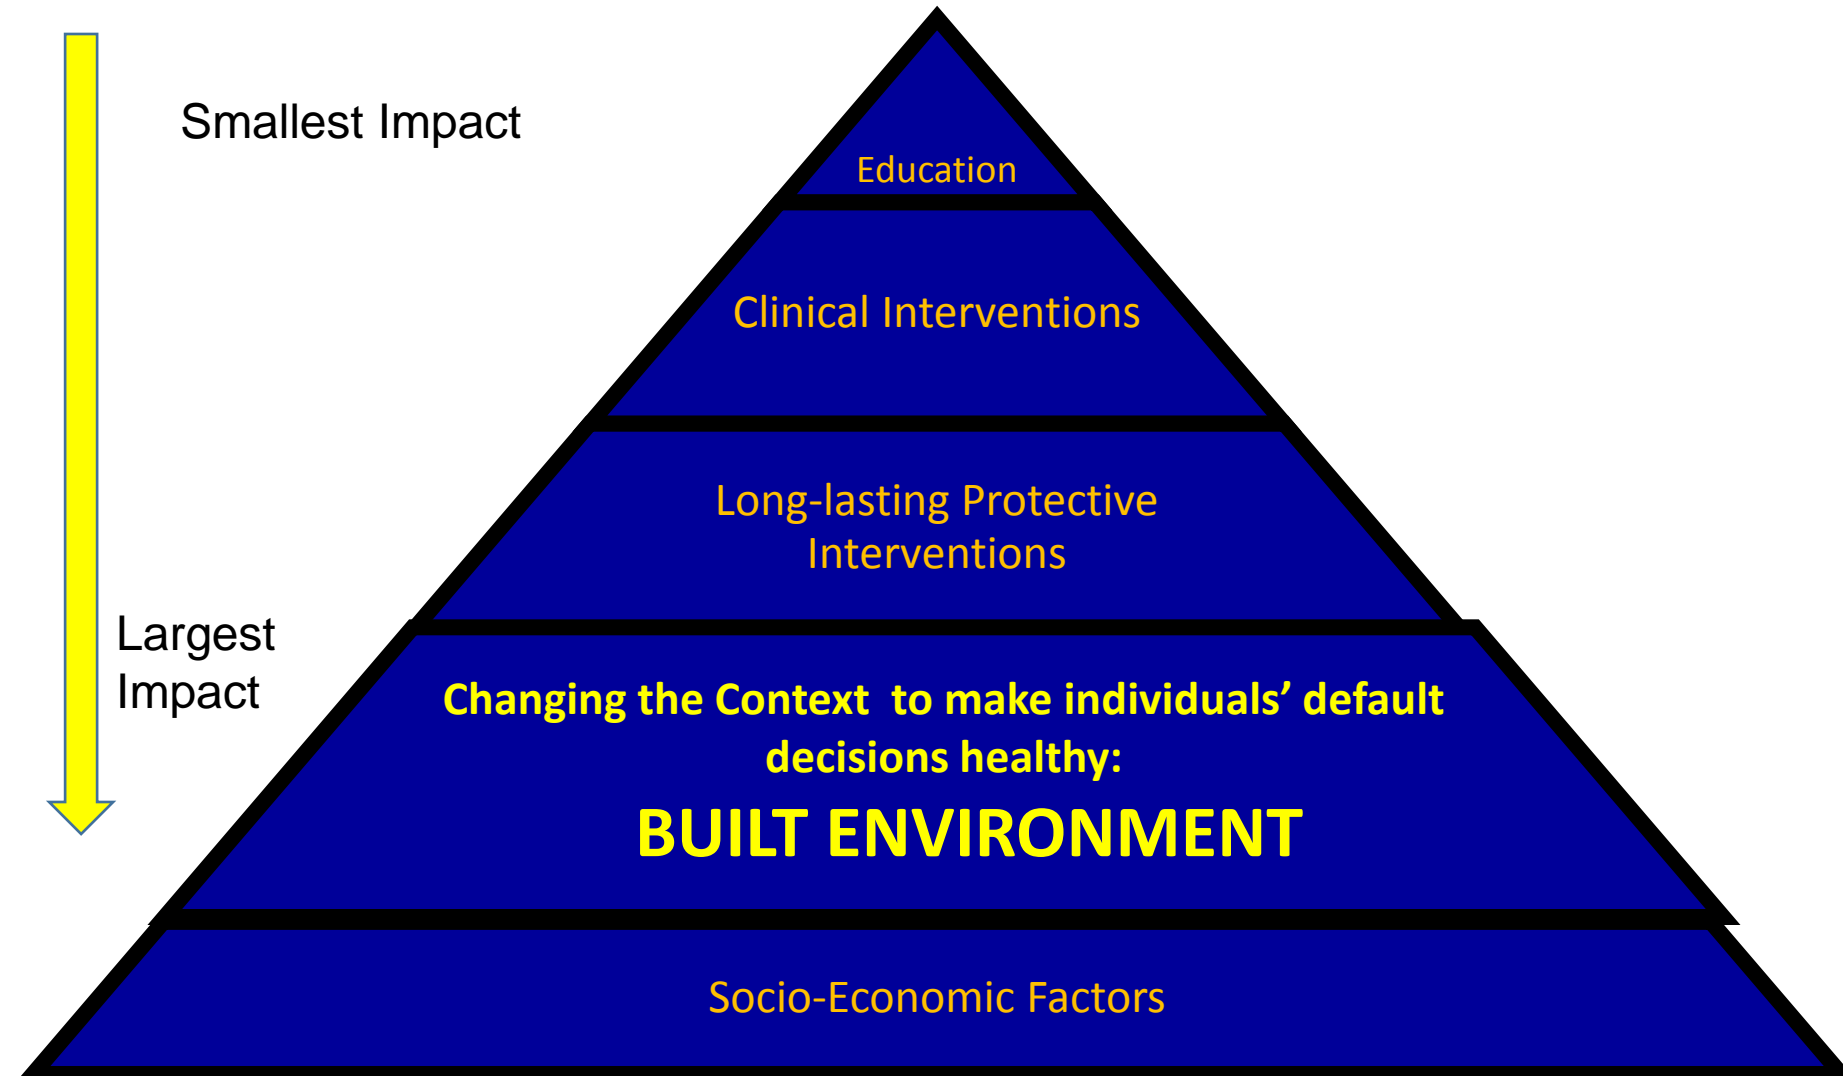 Smallest Impact
Education
Clinical Interventions
Long-lasting Protective
Interventions
Largest
Impact
Changing the Context  to make individuals’ default
decisions healthy:
BUILT ENVIRONMENT
Socio-Economic Factors